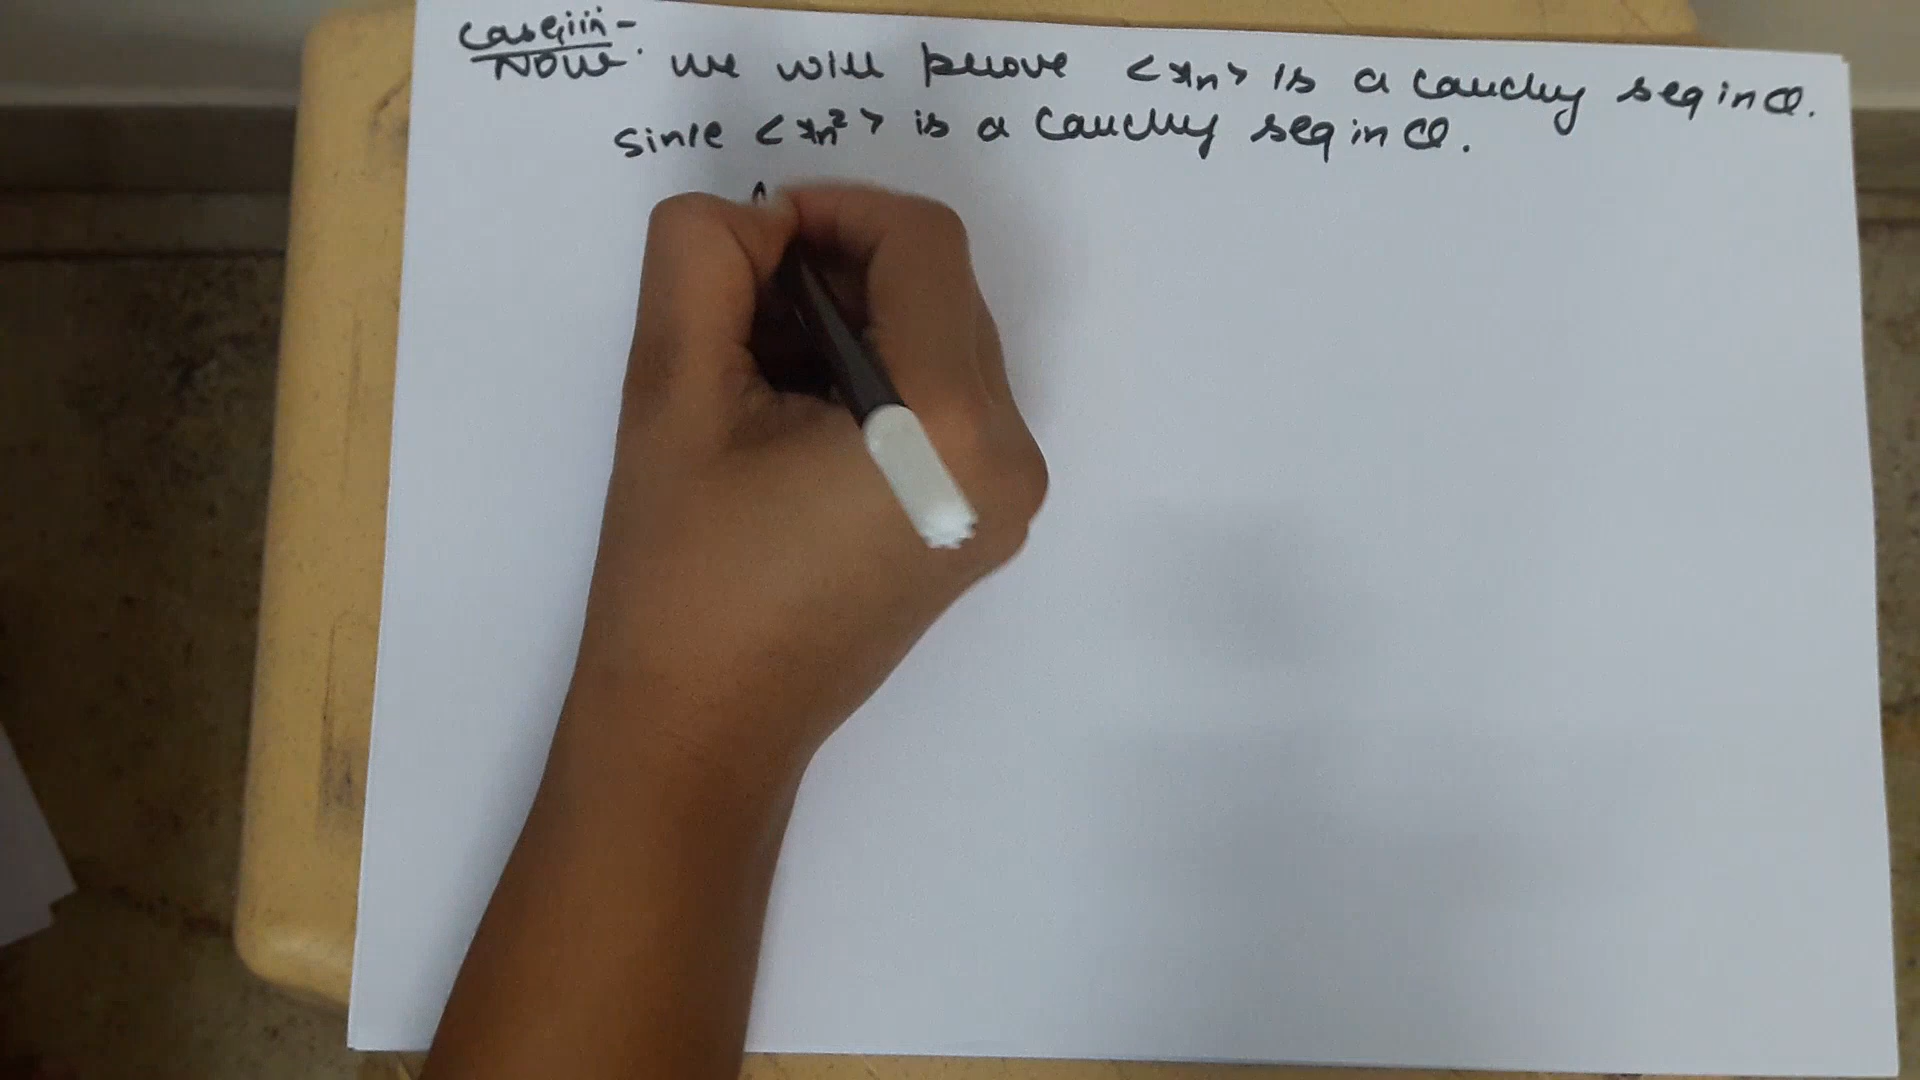 Case,iii -
Now we will prove <xn> is a cauchy seq in Q.
Since <xn²> is a Cauchy seq in Q.